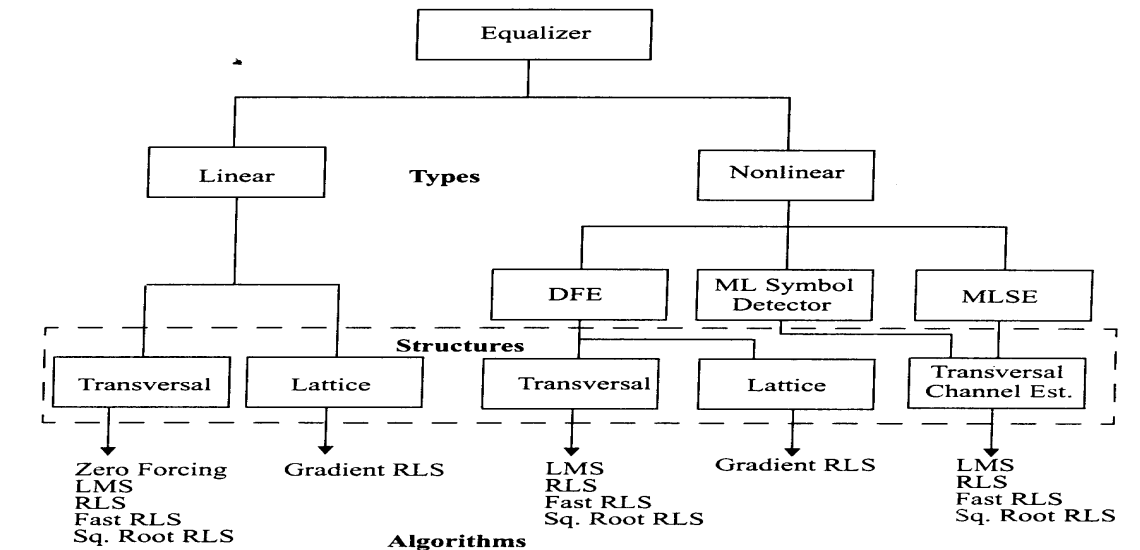 Equalizer
Linear
Types
Nonlinear
DFE
ML Symbol
Detector
MLSE
Structures
Transversal
Lattice
Transversal
Lattice
Transversal
Channel Est.
Zero Forcing
LMS
RLS
Fast RLS
Sq. Root RLS
Gradient RLS
LMS
RLS
Fast RLS
Sq. Root RLS
Gradient RLS
LMS
RLS
Fast RLS
Sq. Root RLS
Algorithms